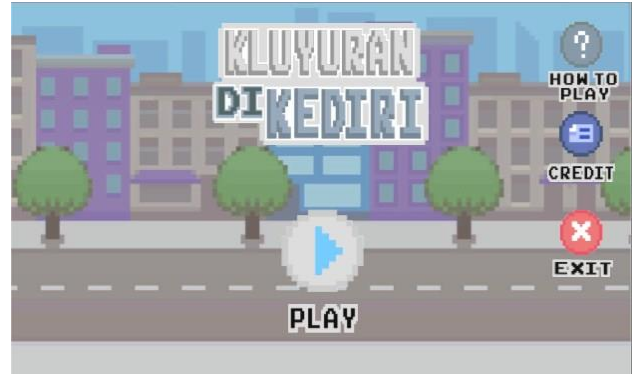 KLUYURAN
DI KEDIRI
HOW TO
PLAY
CREDIT
EXIT
PLAY